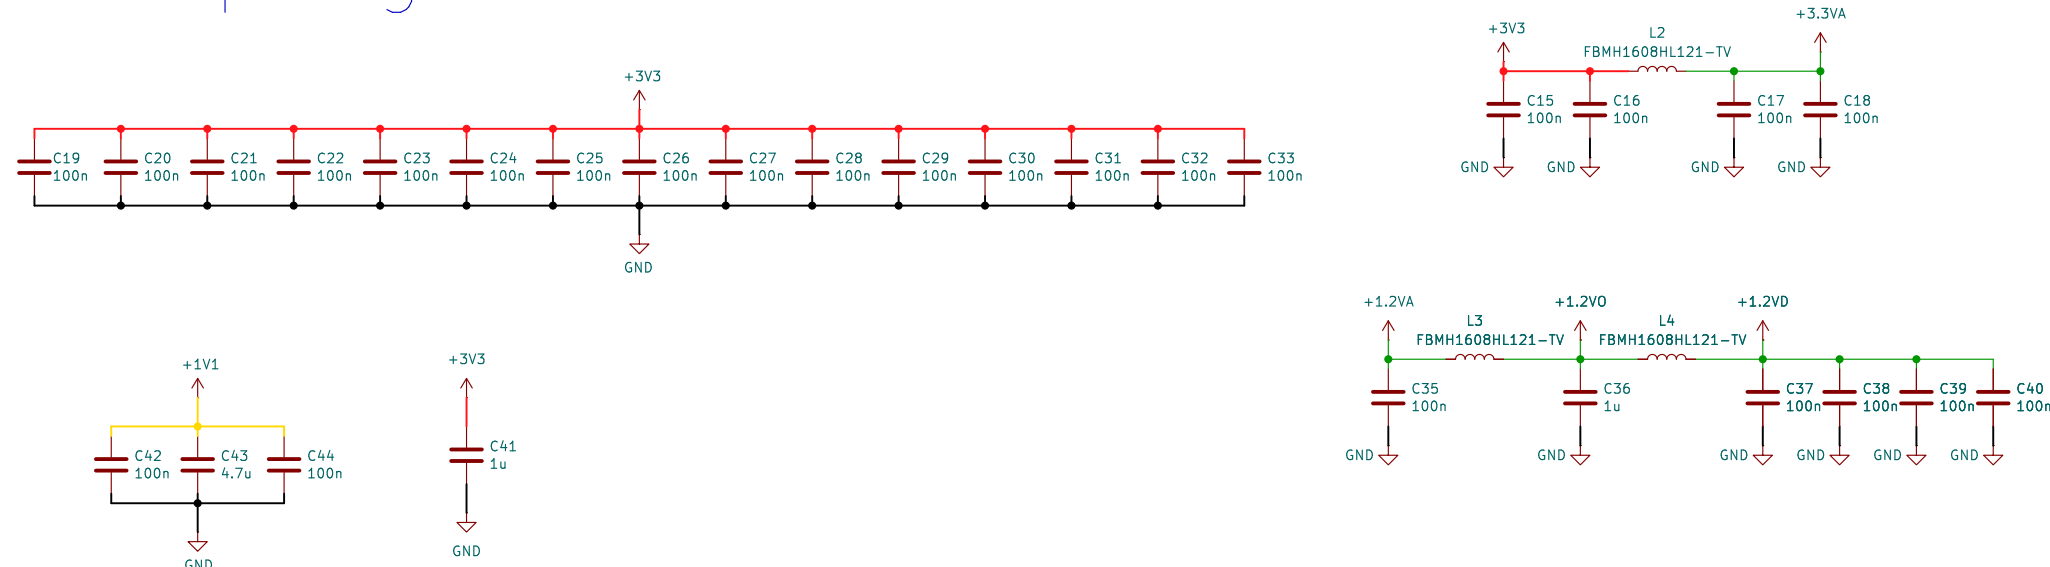 +3V3
C19
100n
C20
100n
C21
100n
C22
100n
C23
100n
C24
100n
C25
100n
C26
100n
C27
100n
C28
100n
C29
100n
C30
100n
C31
100n
C32
100n
C33
100n
GND
+3V3
L2
FBMH1608HL121-TV
+3.3VA
C15
100n
C16
100n
C17
100n
C18
100n
GND
GND
GND
GND
+1V1
C42
100n
C43
4.7u
C44
100n
GND
+3V3
C41
1u
GND
+1.2VA
L3
FBMH1608HL121-TV
+1.2VO
L4
FBMH1608HL121-TV
+1.2VD
C35
100n
C36
1u
C37
100n
C38
100n
C39
100n
C40
100n
GND
GND
GND
GND
GND
GND